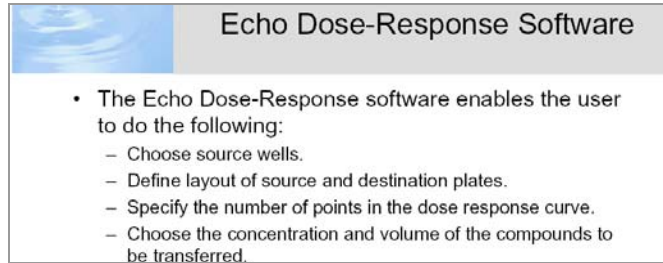 Echo Dose-Response Software
• The Echo Dose-Response software enables the user
to do the following:
– Choose source wells.
– Define layout of source and destination plates.
– Specify the number of points in the dose response curve.
– Choose the concentration and volume of the compounds to
be transferred.